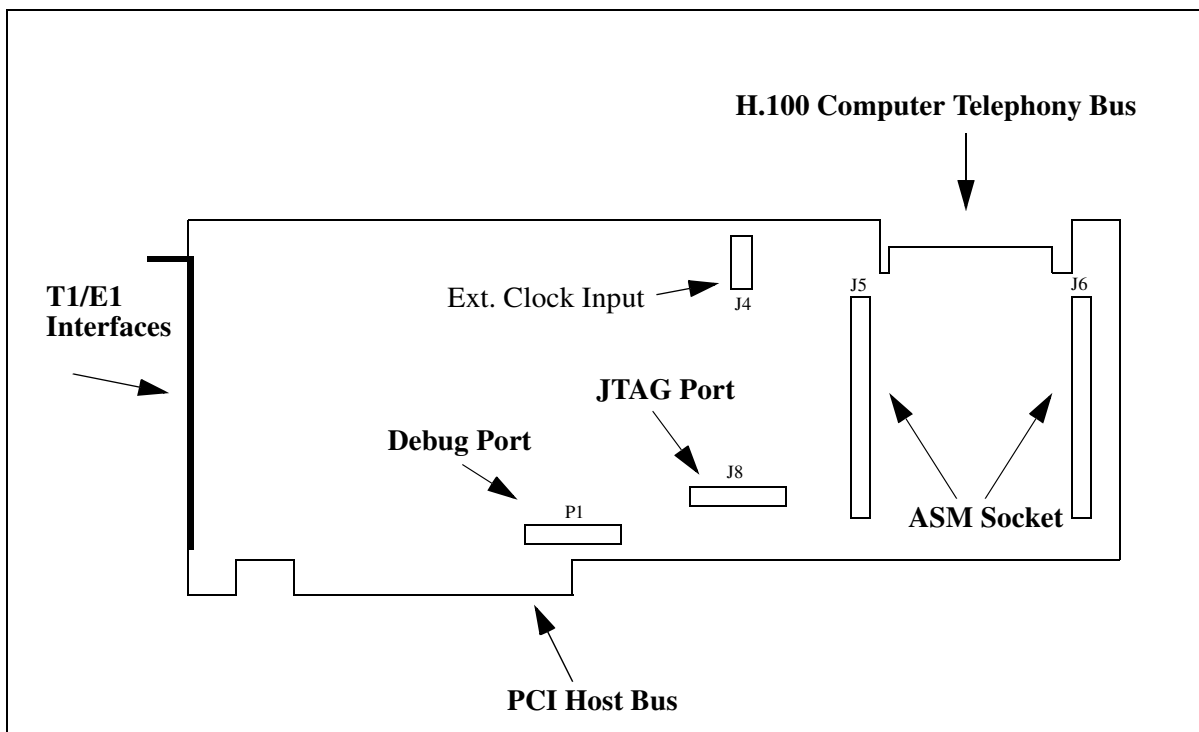 H.100 Computer Telephony Bus
T1/E1
Interfaces
Ext. Clock Input
J4
J5
J6
JTAG Port
Debug Port
J8
P1
ASM Socket
PCI Host Bus